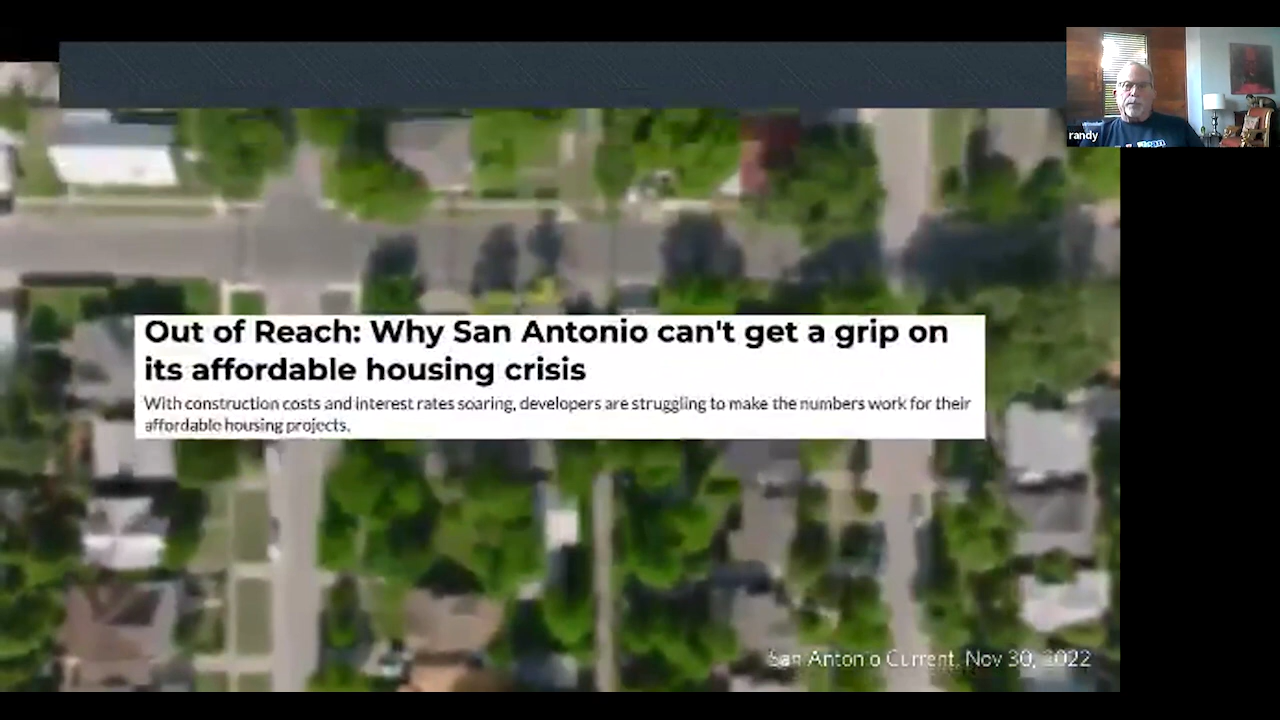 randy
Out of Reach: Why San Antonio can't get a grip on
its affordable housing crisis
With construction costs and interest rates soaring, developers are struggling to make the numbers work for their
affordable housing projects.
San Antonio Current, Nov 30, 2022